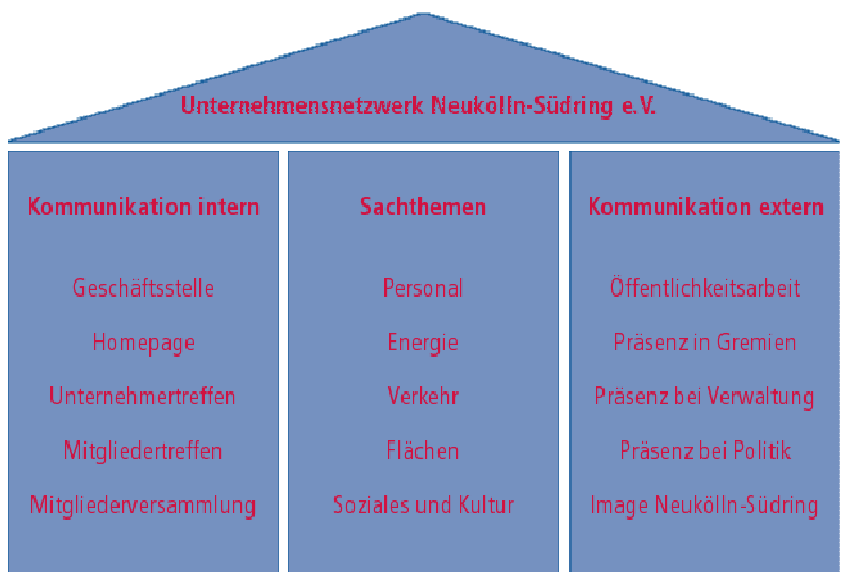 Unternehmensnetzwerk Neukölln-Südring e.V.
Kommunikation intern
Geschäftsstelle
Homepage
Unternehmertreffen
Mitgliedertreffen
Mitgliederversammlung
Sachthemen
Personal
Energie
Verkehr
Flächen
Soziales und Kultur
Kommunikation extern
Öffentlichkeitsarbeit
Präsenz in Gremien
Präsenz bei Verwaltung
Präsenz bei Politik
Image Neukölln-Südring